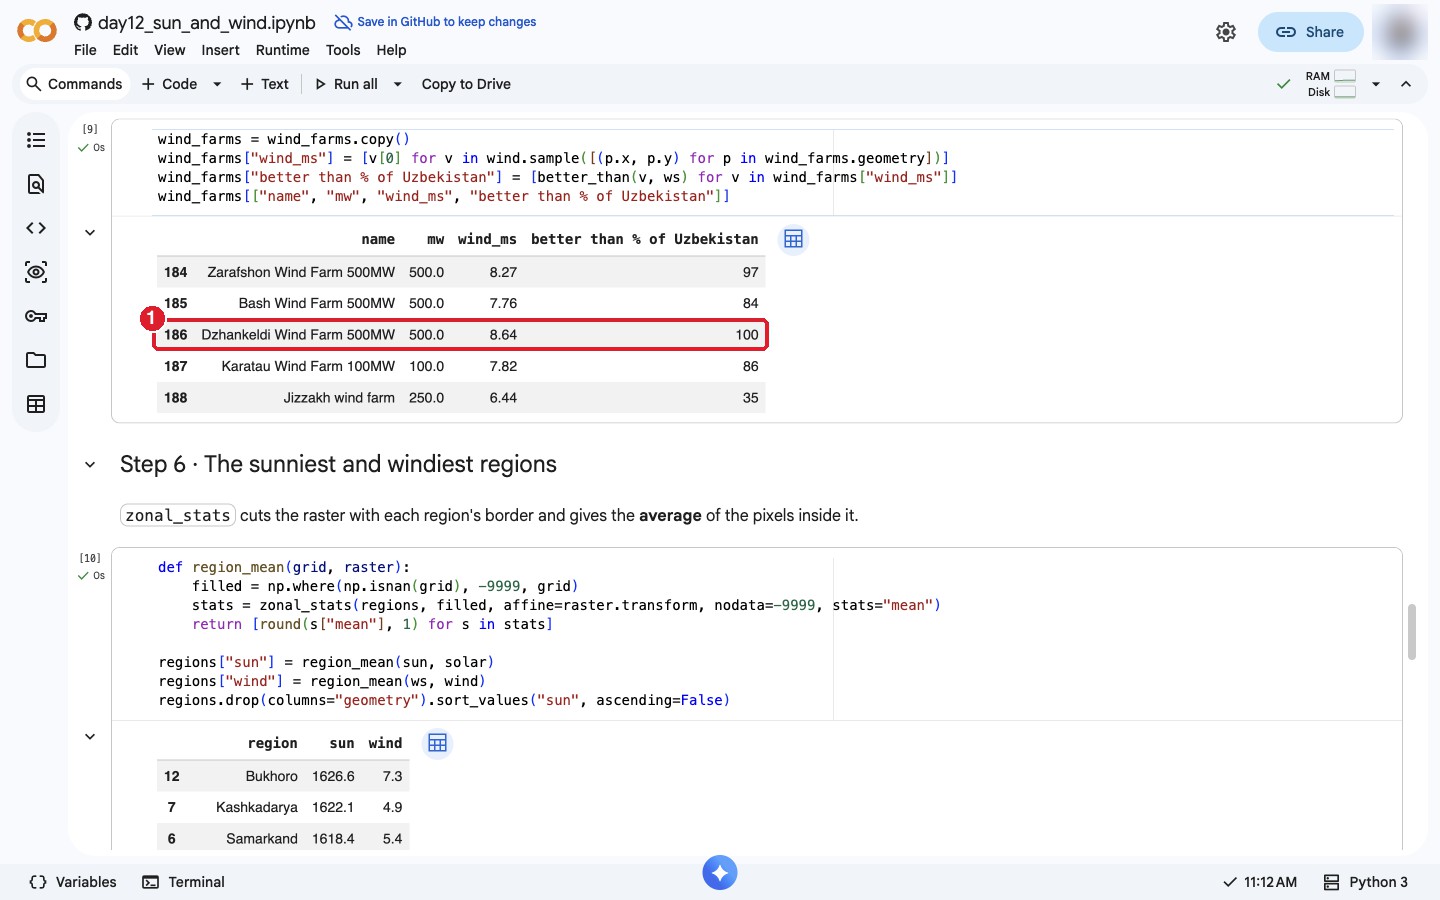 day12_sun_and_wind.ipynb
Save in GitHub to keep changes
File Edit View Insert Runtime Tools Help
Share
Commands + Code + Text Run all Copy to Drive
RAM
Disk
[9]
0s
wind_farms = wind_farms.copy()
wind_farms["wind_ms"] = [v[0] for v in wind.sample([(p.x, p.y) for p in wind_farms.geometry])]
wind_farms["better than % of Uzbekistan"] = [better_than(v, ws) for v in wind_farms["wind_ms"]]
wind_farms[["name", "mw", "wind_ms", "better than % of Uzbekistan"]]
name mw wind_ms better than % of Uzbekistan
184 Zarafshon Wind Farm 500MW 500.0 8.27 97
185 Bash Wind Farm 500MW 500.0 7.76 84
1
186 Dzhankeldi Wind Farm 500MW 500.0 8.64 100
187 Karatau Wind Farm 100MW 100.0 7.82 86
188 Jizzakh wind farm 250.0 6.44 35
Step 6 · The sunniest and windiest regions
zonal_stats cuts the raster with each region's border and gives the average of the pixels inside it.
[10]
0s
def region_mean(grid, raster):
filled = np.where(np.isnan(grid), -9999, grid)
stats = zonal_stats(regions, filled, affine=raster.transform, nodata=-9999, stats="mean")
return [round(s["mean"], 1) for s in stats]
regions["sun"] = region_mean(sun, solar)
regions["wind"] = region_mean(ws, wind)
regions.drop(columns="geometry").sort_values("sun", ascending=False)
region sun wind
12 Bukhoro 1626.6 7.3
7 Kashkadarya 1622.1 4.9
6 Samarkand 1618.4 5.4
Variables Terminal 11:12 AM Python 3